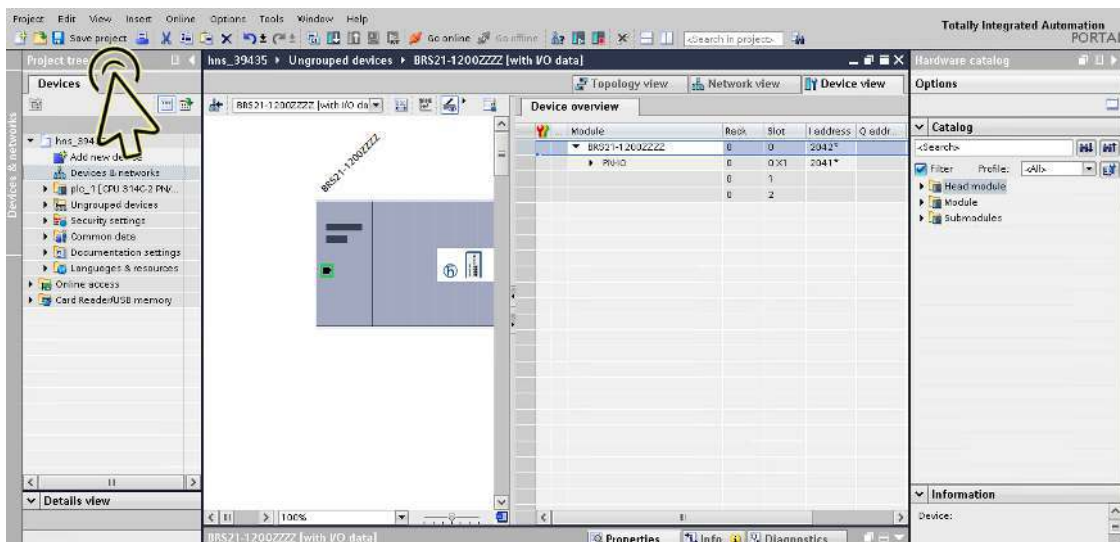 Project Edit View Insert Online Options Tools Window Help
Totally Integrated Automation
PORTAL
Save project Go online Go offline <Search in project>
Project tree
hns_39435 ▸ Ungrouped devices ▸ BRS21-1200ZZZZ [with I/O data]
Hardware catalog
Devices
Topology view Network view Device view
Options
BRS21-1200ZZZZ [with I/O da
Device overview
Module Rack Slot I address Q addr...
Catalog
BRS21-1200ZZZZ 0 0 2042*
PN-IO 0 0 X1 2041*
0 1
0 2
<Search>
Filter Profile: <All>
Head module
Module
Submodules
Devices & networks
Add new
Devices & networks
plc_1 [CPU 314C-2 PN/...
Ungrouped devices
Security settings
Common data
Documentation settings
Languages & resources
Online access
Card Reader/USB memory
BRS21-1200ZZZZ
Details view
100%
Information
Device:
BRS21-1200ZZZZ [with I/O data]
Properties Info Diagnostics